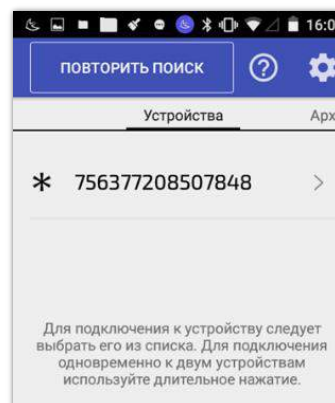 16:0
ПОВТОРИТЬ ПОИСК
Устройства Арх
* 756377208507848
Для подключения к устройству следует
выбрать его из списка. Для подключения
одновременно к двум устройствам
используйте длительное нажатие.